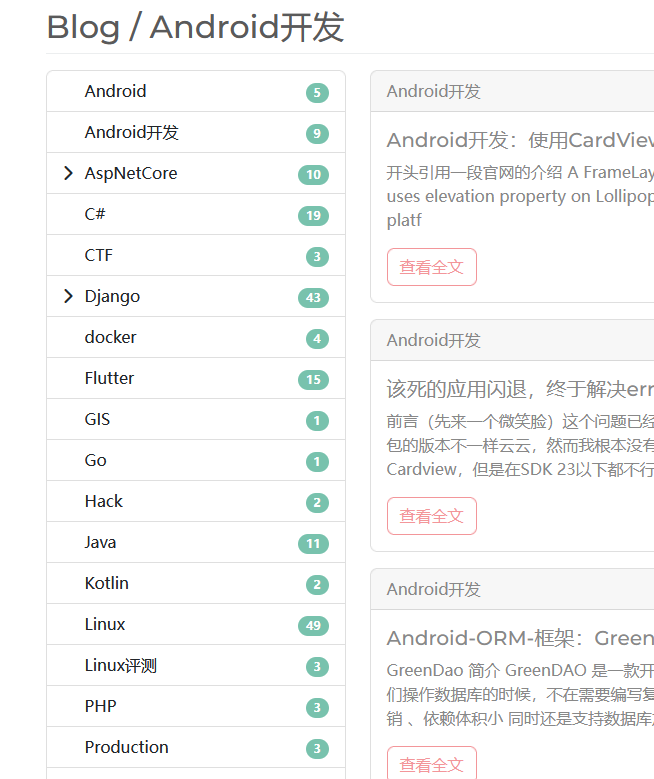 Blog / Android开发
Android 5
Android开发 9
AspNetCore 10
C# 19
CTF 3
Django 43
docker 4
Flutter 15
GIS 1
Go 1
Hack 2
Java 11
Kotlin 2
Linux 49
Linux评测 3
PHP 3
Production 3
Android开发
Android开发：使用CardView
开头引用一段官网的介绍 A FrameLay
uses elevation property on Lollipop
platf
查看全文
Android开发
该死的应用闪退，终于解决err
前言（先来一个微笑脸）这个问题已经
包的版本不一样云云，然而我根本没有
Cardview，但是在SDK 23以下都不行
查看全文
Android开发
Android-ORM-框架：Green
GreenDao 简介 GreenDAO 是一款开
们操作数据库的时候，不在需要编写复
销 、依赖体积小 同时还是支持数据库
查看全文